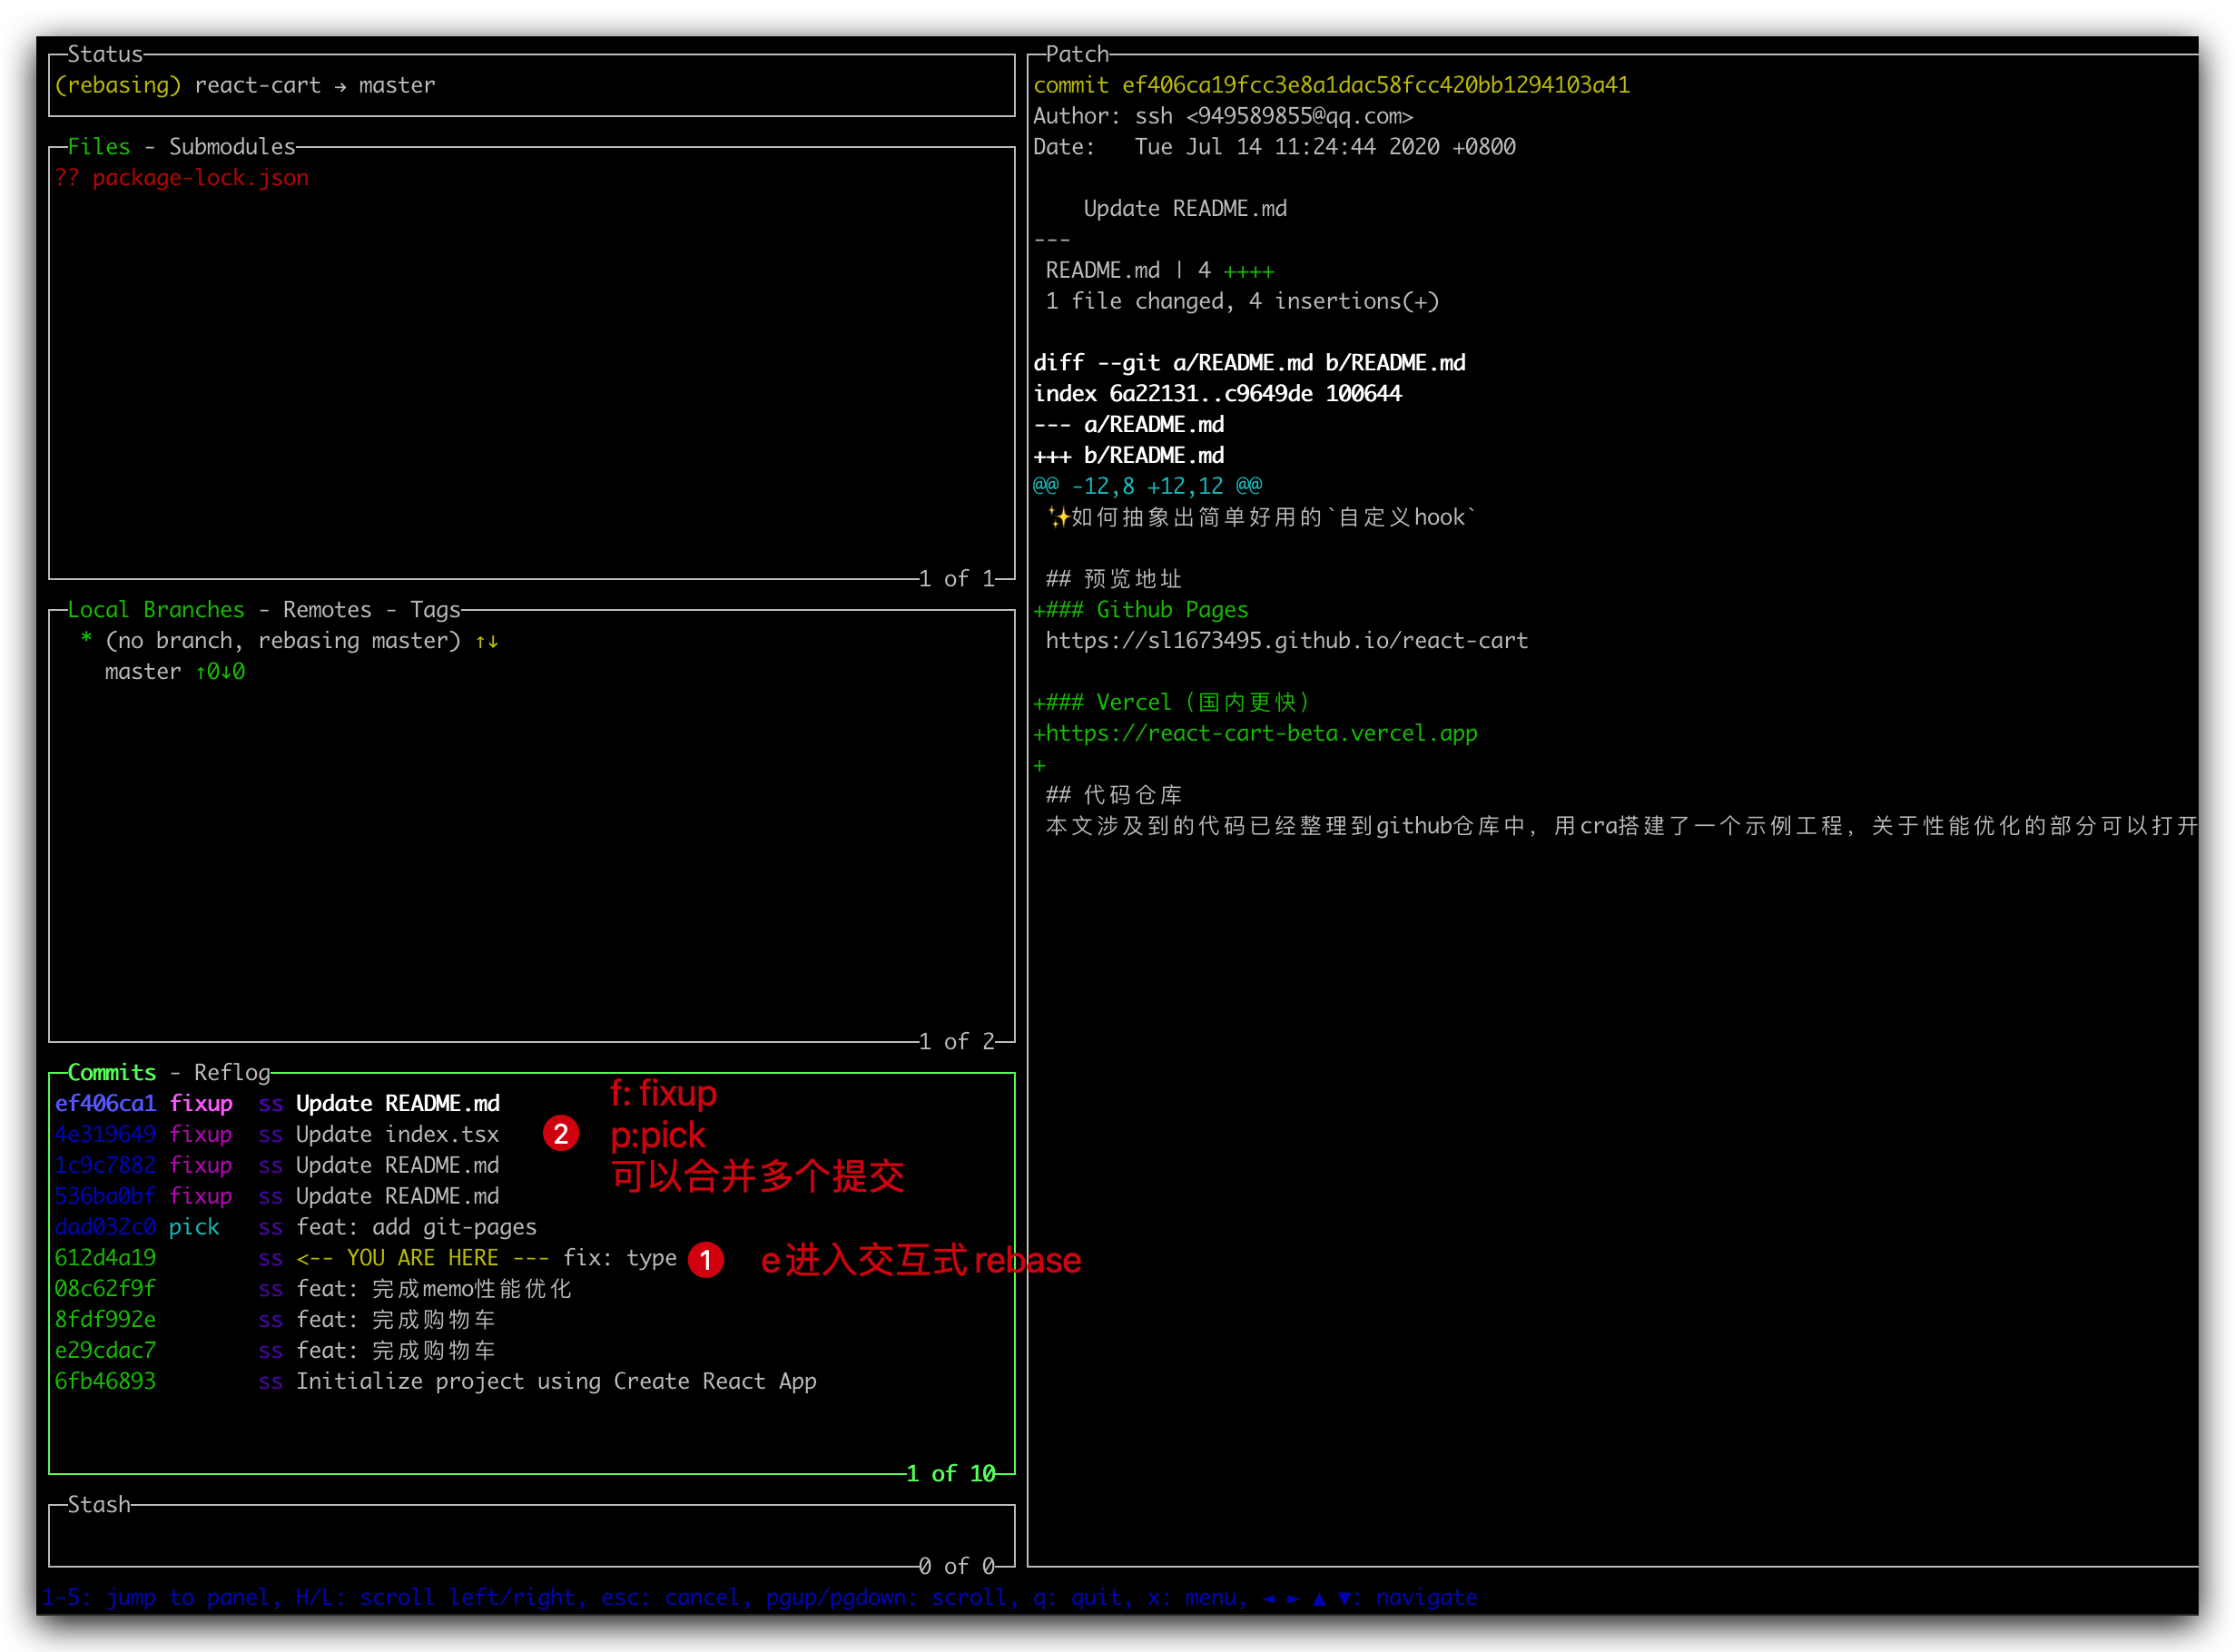 Status
(rebasing) react-cart → master
Files - Submodules
?? package-lock.json
1 of 1
Local Branches - Remotes - Tags
* (no branch, rebasing master) ↑↓
master ↑0↓0
1 of 2
Commits - Reflog
ef406ca1 fixup ss Update README.md
4e319649 fixup ss Update index.tsx
1c9c7882 fixup ss Update README.md
536ba0bf fixup ss Update README.md
dad032c0 pick ss feat: add git-pages
612d4a19 ss <-- YOU ARE HERE --- fix: type
08c62f9f ss feat: 完成memo性能优化
8fdf992e ss feat: 完成购物车
e29cdac7 ss feat: 完成购物车
6fb46893 ss Initialize project using Create React App
1 of 10
2
f: fixup
p:pick
可以合并多个提交
1
e进入交互式rebase
Stash
0 of 0
Patch
commit ef406ca19fcc3e8a1dac58fcc420bb1294103a41
Author: ssh <949589855@qq.com>
Date: Tue Jul 14 11:24:44 2020 +0800
Update README.md
---
README.md | 4 ++++
1 file changed, 4 insertions(+)
diff --git a/README.md b/README.md
index 6a22131..c9649de 100644
--- a/README.md
+++ b/README.md
@@ -12,8 +12,12 @@
✨如何抽象出简单好用的`自定义hook`
## 预览地址
+### Github Pages
https://sl1673495.github.io/react-cart
+### Vercel（国内更快）
+https://react-cart-beta.vercel.app
+
## 代码仓库
本文涉及到的代码已经整理到github仓库中，用cra搭建了一个示例工程，关于性能优化的部分可以打开
1-5: jump to panel, H/L: scroll left/right, esc: cancel, pgup/pgdown: scroll, q: quit, x: menu, ◄ ► ▲ ▼: navigate